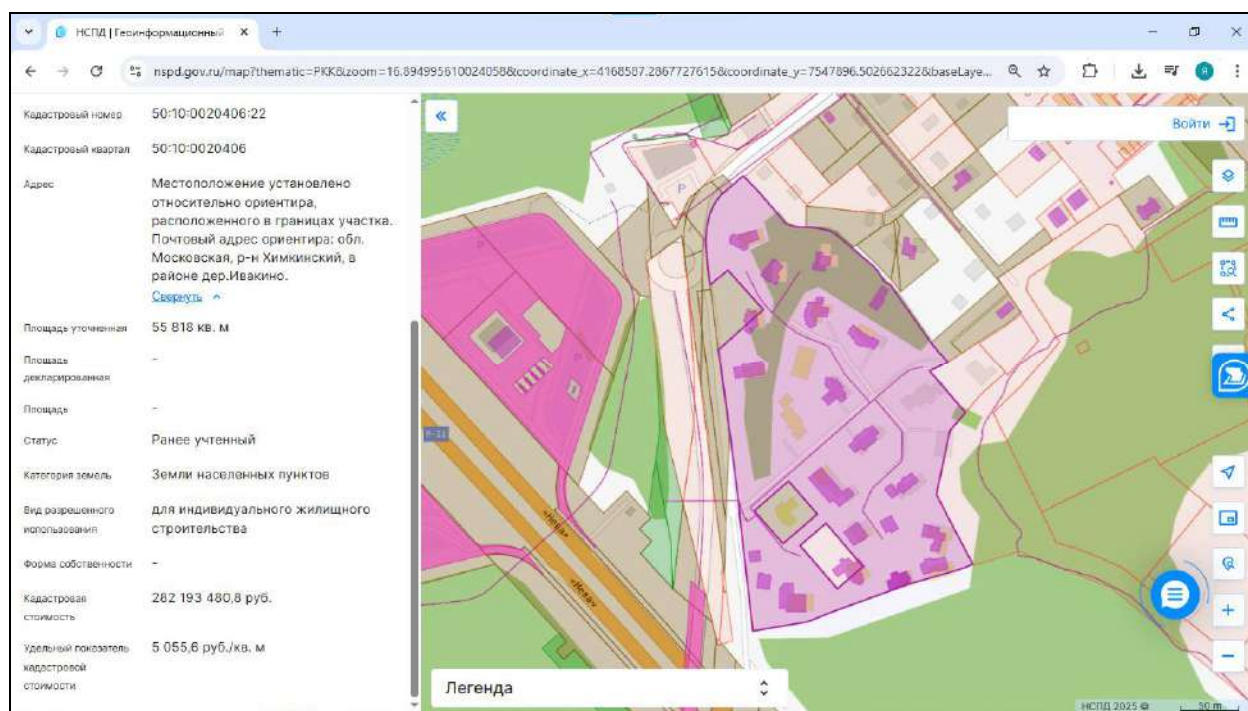 НСПД | Геоинформационный
nspd.gov.ru/map?thematic=PKK&zoom=16.894995610024058&coordinate_x=4168587.2867727615&coordinate_y=7547896.502662322&baseLaye...
Я
Кадастровый номер 50:10:0020406:22
Кадастровый квартал 50:10:0020406
Адрес Местоположение установлено
относительно ориентира,
расположенного в границах участка.
Почтовый адрес ориентира: обл.
Московская, р-н Химкинский, в
районе дер.Ивакино.
Свернуть
Площадь уточненная 55 818 кв. м
Площадь
декларированная -
Площадь -
Статус Ранее учтенный
Категория земель Земли населенных пунктов
Вид разрешенного
использования для индивидуального жилищного
строительства
Форма собственности -
Кадастровая
стоимость 282 193 480,8 руб.
Удельный показатель
кадастровой
стоимости 5 055,6 руб./кв. м
Войти
P
М-11
«Нева»
«Нева»
Легенда
НСПД 2025 ©
50 m